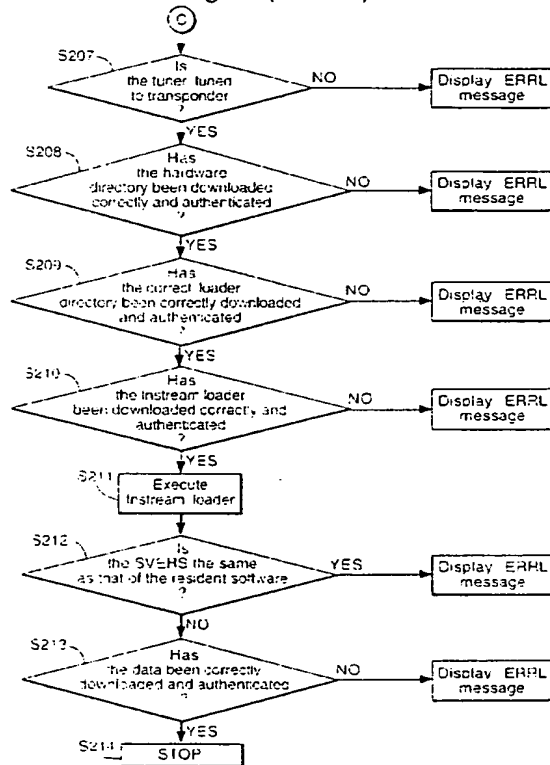 C
S207
Is
the tuner tuned
to transponder
?
NO
Display ERRL
message
YES
S208
Has
the hardware
directory been downloaded
correctly and authenticated
?
NO
Display ERRL
message
YES
S209
Has
the correct loader
directory been correctly downloaded
and authenticated
?
NO
Display ERRL
message
YES
S210
Has
the Instream loader
been downloaded correctly and
authenticated
?
NO
Display ERRL
message
YES
S211
Execute
Instream loader
S212
Is
the SVERS the same
as that of the resident software
?
YES
Display ERRL
message
NO
S213
Has
the data been correctly
downloaded and authenticated
?
NO
Display ERRL
message
YES
S214
STOP